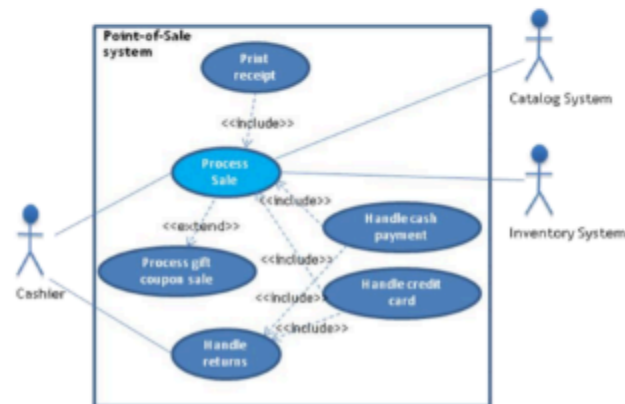 Point-of-Sale
system
Print
receipt
Catalog System
<<include>>
Process
Sale
<<include>>
Handle cash
payment
Inventory System
<<extend>>
Cashier
Process gift
coupon sale
<<include>>
<<include>>
Handle credit
card
<<include>>
Handle
returns